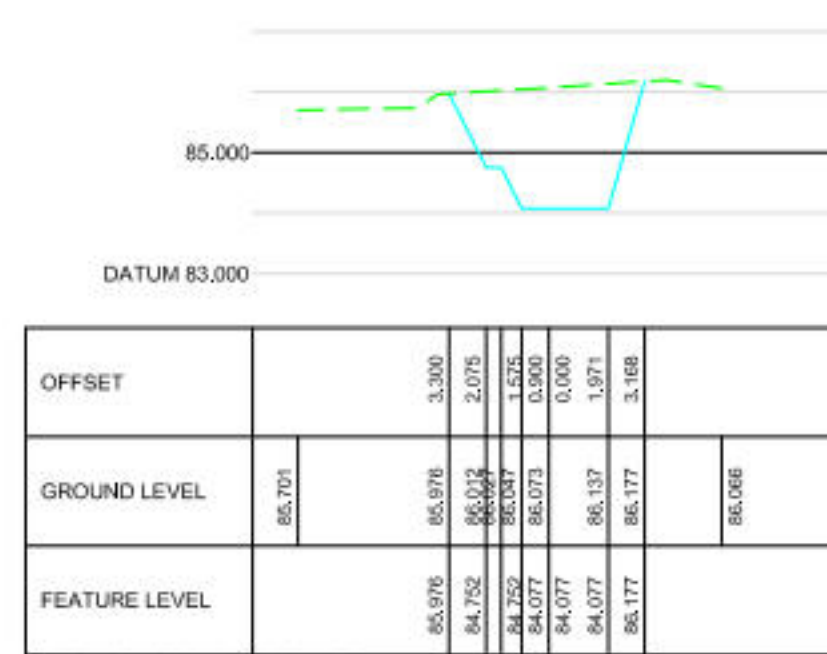 85.000
DATUM 83.000
OFFSET 3.300 2.075 1.575 0.900 0.000 1.971 3.168
GROUND LEVEL 85.701 85.976 86.012 86.047 86.073 86.137 86.177 86.066
FEATURE LEVEL 85.976 84.752 84.752 84.077 84.077 84.077 86.177